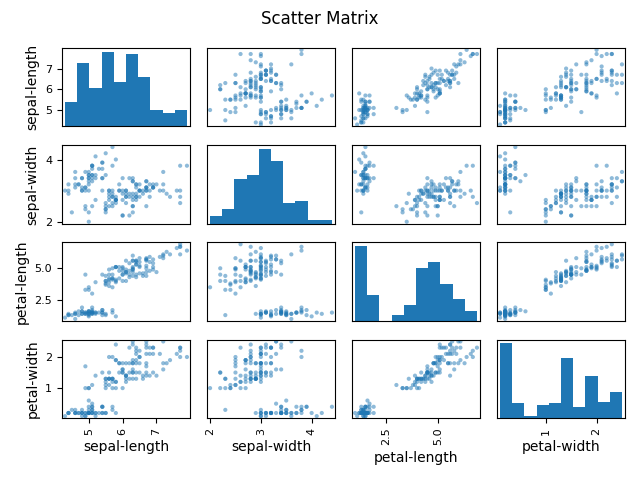 Scatter Matrix
sepal-length
7
6
5
sepal-width
4
2
petal-length
5.0
2.5
petal-width
2
1
5 6 7 2 3 4 2.5 5.0 1 2
sepal-length sepal-width petal-length petal-width